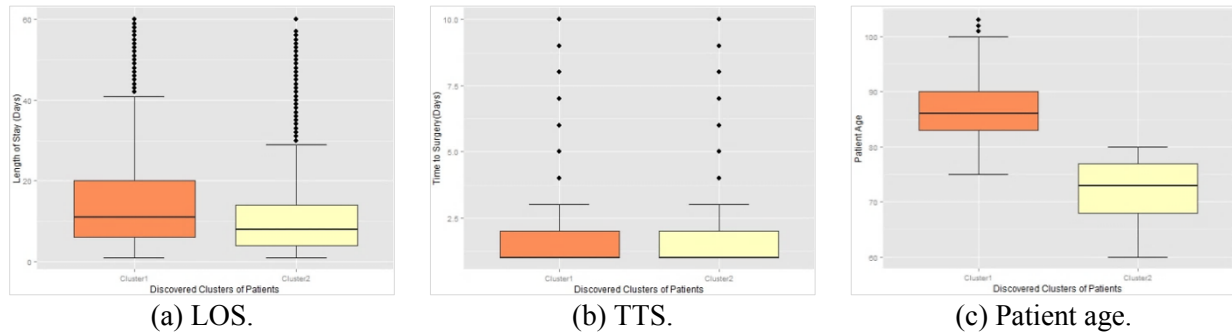 60
40
20
0
Length of Stay (Days)
Cluster1 Cluster2
Discovered Clusters of Patients
(a) LOS.
10.0
7.5
5.0
2.5
Time to Surgery(Days)
Cluster1 Cluster2
Discovered Clusters of Patients
(b) TTS.
100
90
80
70
60
Patient Age
Cluster1 Cluster2
Discovered Clusters of Patients
(c) Patient age.